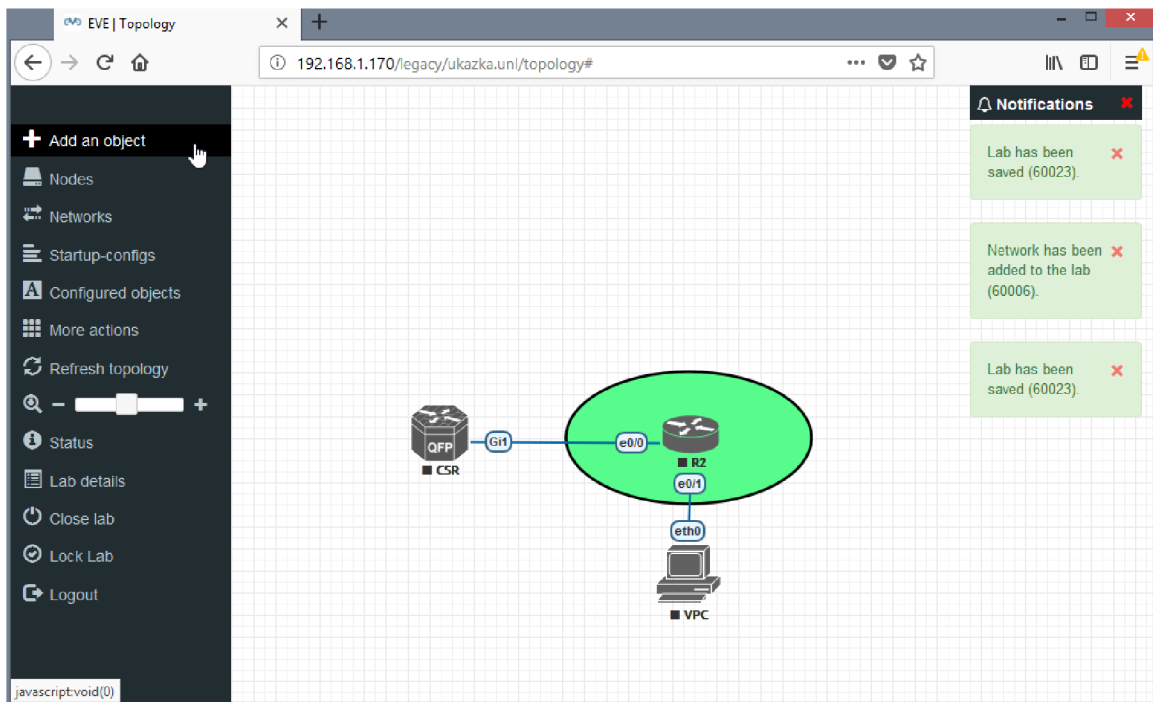 EVE | Topology
192.168.1.170/legacy/ukazka.unl/topology#
Add an object
Nodes
Networks
Startup-configs
Configured objects
More actions
Refresh topology
Status
Lab details
Close lab
Lock Lab
Logout
javascript:void(0)
QFP
CSR
Gi1
e0/0
R2
e0/1
eth0
VPC
Notifications
Lab has been
saved (60023).
Network has been
added to the lab
(60006).
Lab has been
saved (60023).